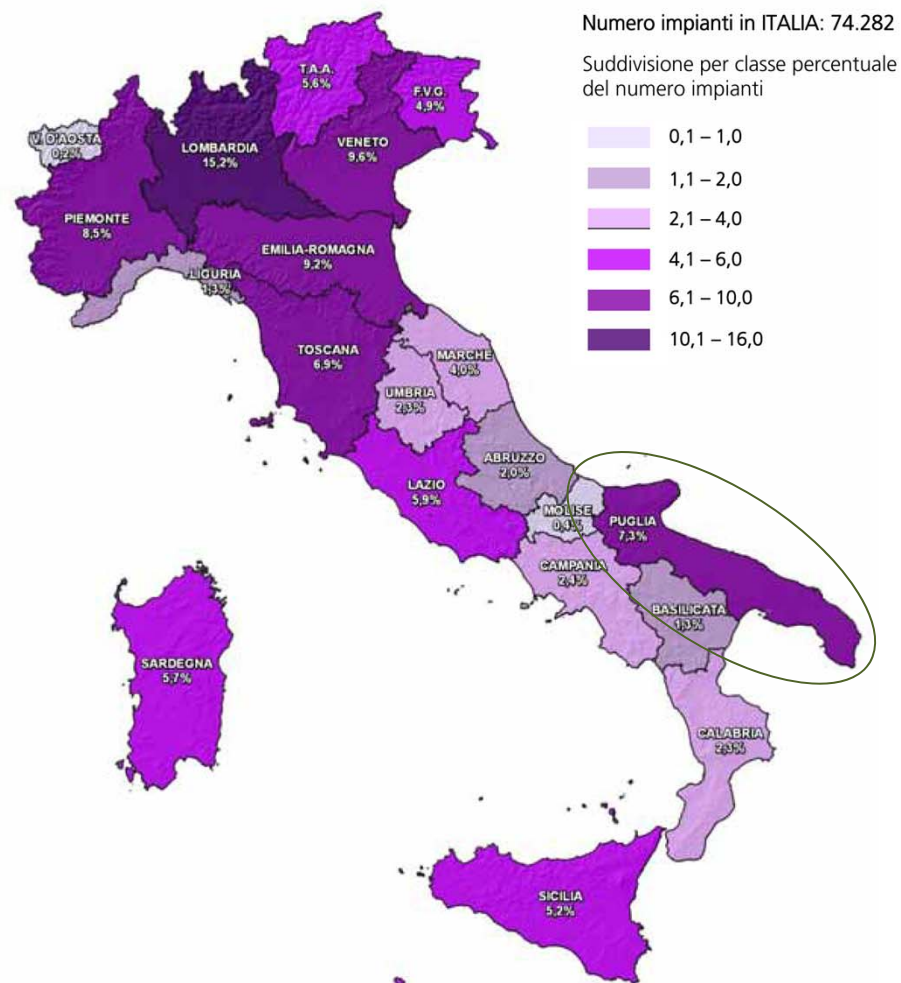 Numero impianti in ITALIA: 74.282
Suddivisione per classe percentuale
del numero impianti
0,1 – 1,0
1,1 – 2,0
2,1 – 4,0
4,1 – 6,0
6,1 – 10,0
10,1 – 16,0
T.A.A.
5,6%
F.V.G.
4,9%
V. D'AOSTA
0,2%
LOMBARDIA
15,2%
VENETO
9,6%
PIEMONTE
8,5%
EMILIA-ROMAGNA
9,2%
LIGURIA
1,3%
TOSCANA
6,9%
MARCHE
4,0%
UMBRIA
2,3%
ABRUZZO
2,0%
LAZIO
5,9%
MOLISE
0,4%
PUGLIA
7,3%
CAMPANIA
2,4%
BASILICATA
1,3%
SARDEGNA
5,7%
CALABRIA
2,3%
SICILIA
5,2%